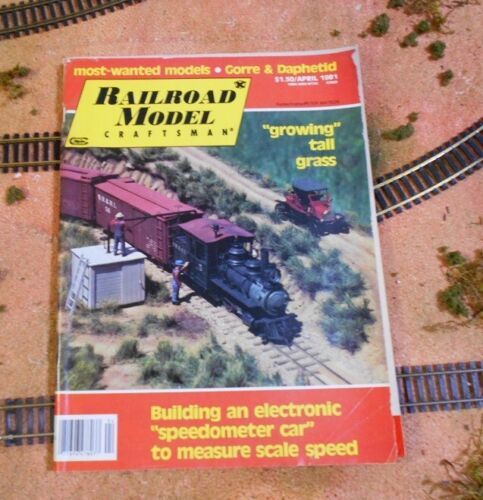 most-wanted models • Gorre & Daphetid
$1.50/APRIL 1981
RAILROAD
MODEL
CRAFTSMAN
"growing"
tall
grass
Building an electronic
"speedometer car"
to measure scale speed